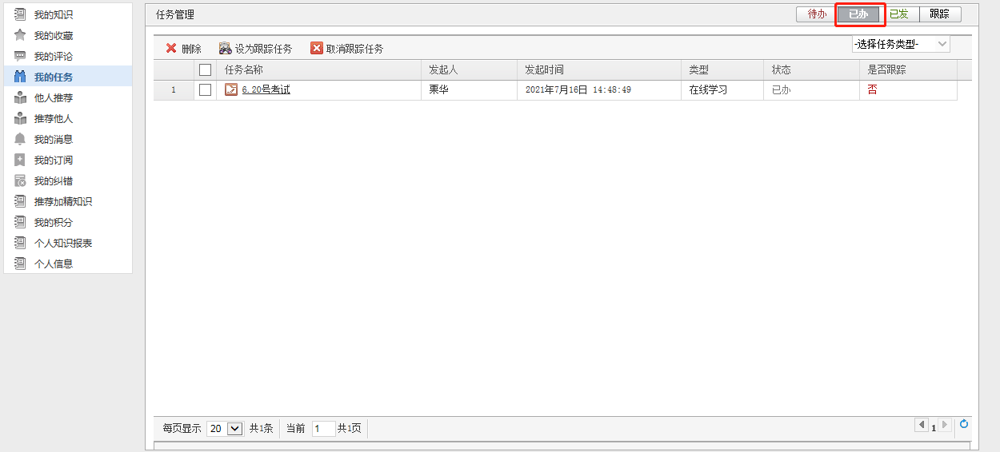 我的知识
我的收藏
我的评论
我的任务
他人推荐
推荐他人
我的消息
我的订阅
我的纠错
推荐加精知识
我的积分
个人知识报表
个人信息
任务管理 待办 已办 已发 跟踪
删除 设为跟踪任务 取消跟踪任务 -选择任务类型-
任务名称 发起人 发起时间 类型 状态 是否跟踪
1 6.20号考试 栗华 2021年7月16日 14:48:49 在线学习 已办 否
每页显示 20 共1条 当前 1 共1页 1